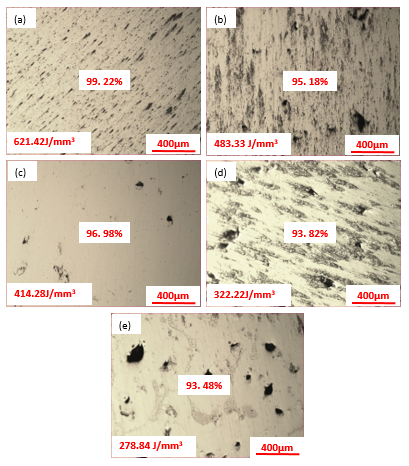 (a)
99. 22%
621.42J/mm³
400μm
(b)
95. 18%
483.33 J/mm³
400μm
(c)
96. 98%
414.28J/mm³
400μm
(d)
93. 82%
322.22J/mm³
400μm
(e)
93. 48%
278.84 J/mm³
400μm